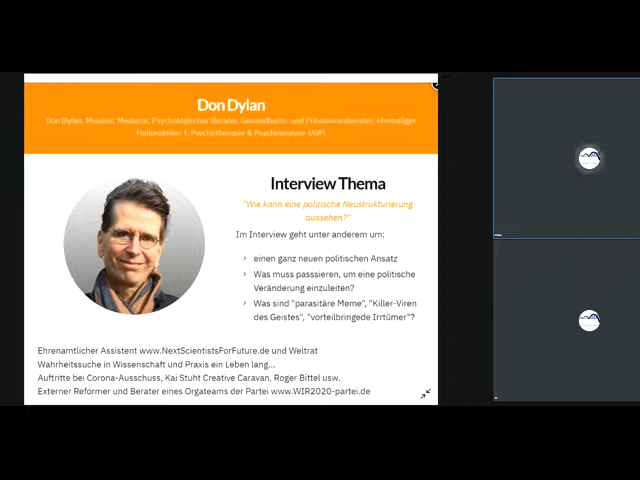 Don Dylan
Don Dylan, Musiker, Mediator, Psychologischer Berater, Gesundheits- und Präventionsberater, ehemaliger
Heilpraktiker f. Psychotherapie & Psychoanalyse (AW)
Interview Thema
"Wie kann eine politische Neustrukturierung
aussehen?"
Im Interview geht unter anderem um:
einen ganz neuen politischen Ansatz
Was muss passsieren, um eine politische
Veränderung einzuleiten?
Was sind "parasitäre Meme", "Killer-Viren
des Geistes", "vorteilbringede Irrtümer"?
Ehrenamtlicher Assistent www.NextScientistsForFuture.de und Weltrat
Wahrheitssuche in Wissenschaft und Praxis ein Leben lang...
Auftritte bei Corona-Ausschuss, Kai Stuht Creative Caravan, Roger Bittel usw.
Externer Reformer und Berater eines Orgateams der Partei www.WIR2020-partei.de